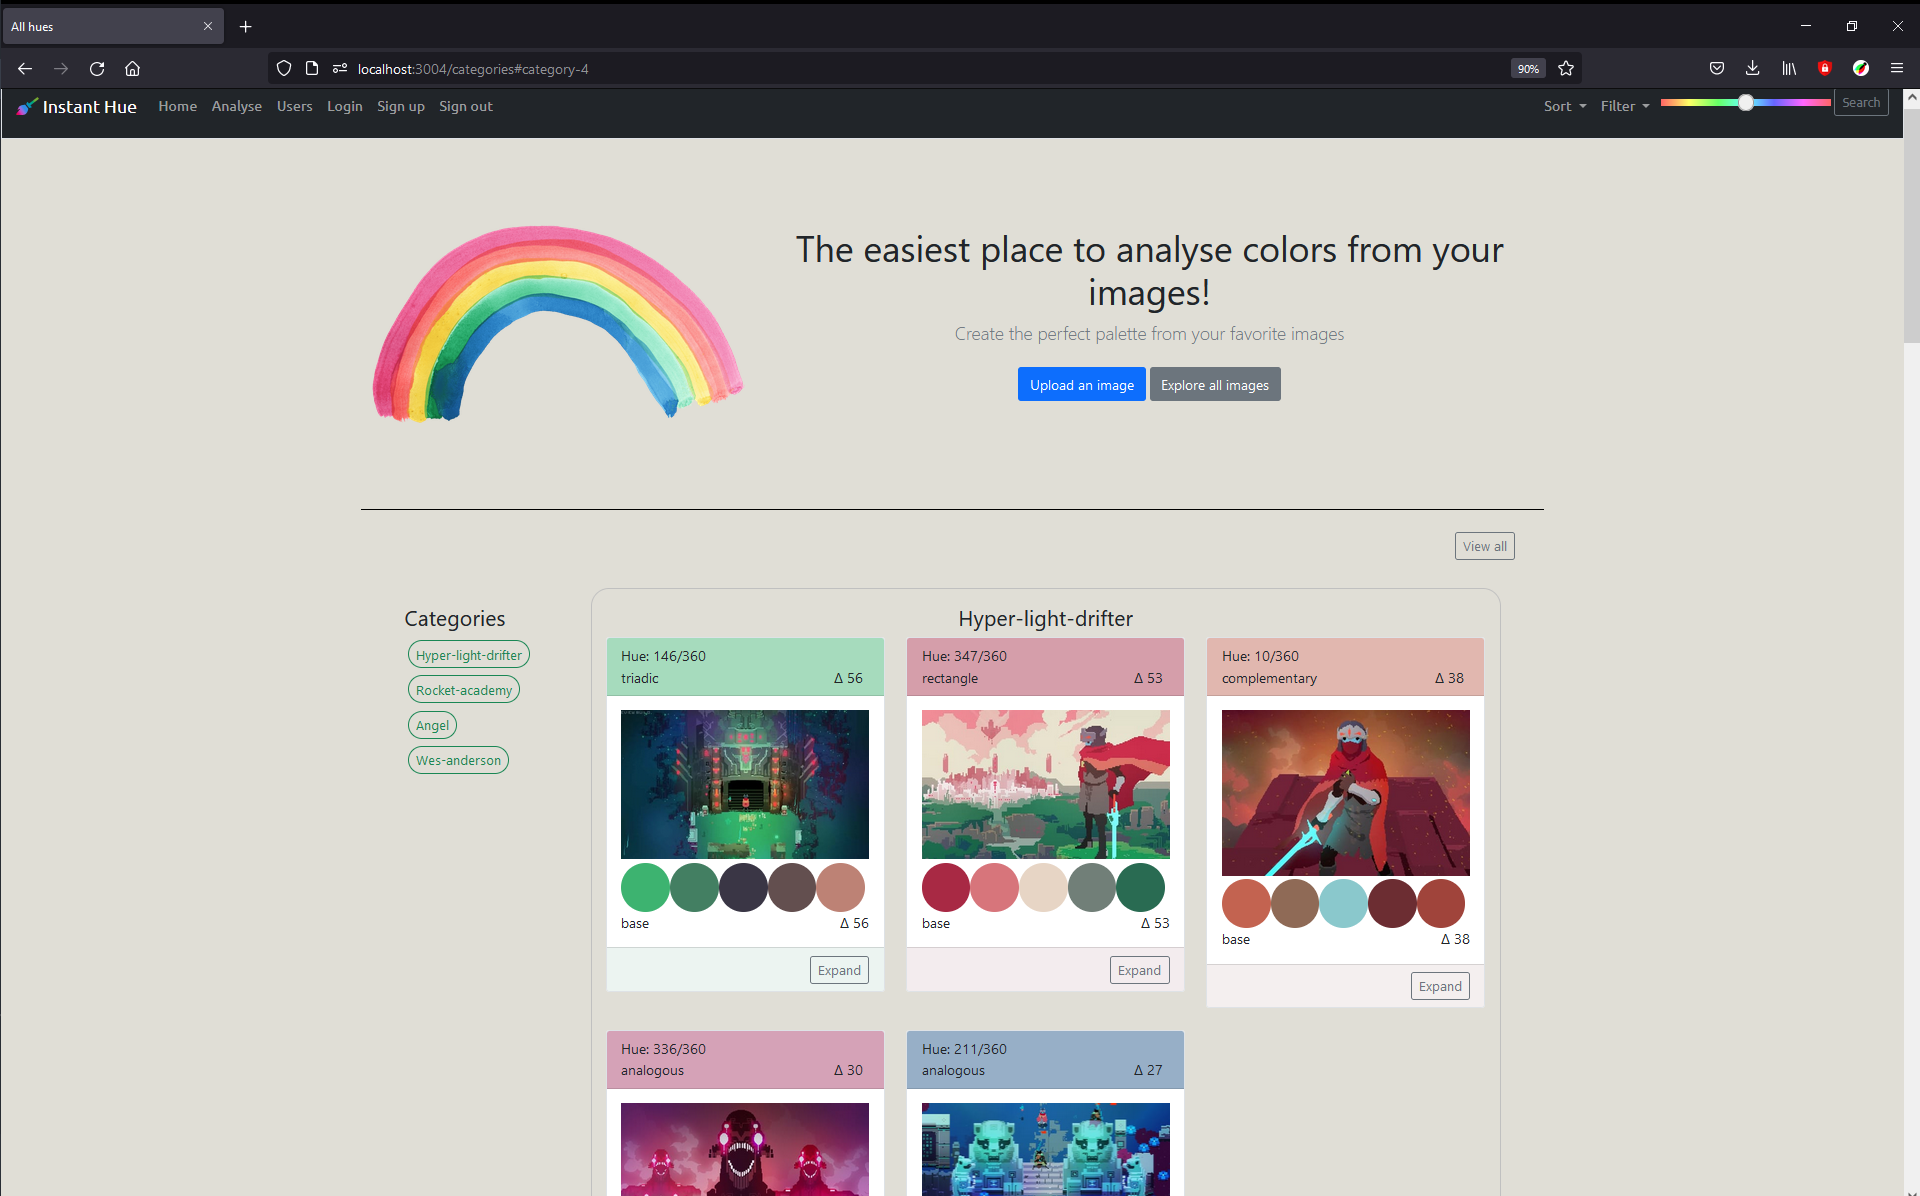 All hues
localhost:3004/categories#category-4
90%
Instant Hue Home Analyse Users Login Sign up Sign out Sort Filter Search
The easiest place to analyse colors from your
images!
Create the perfect palette from your favorite images
Upload an image Explore all images
View all
Categories
Hyper-light-drifter
Rocket-academy
Angel
Wes-anderson
Hyper-light-drifter
Hue: 146/360
triadic Δ 56
base Δ 56
Expand
Hue: 347/360
rectangle Δ 53
base Δ 53
Expand
Hue: 10/360
complementary Δ 38
base Δ 38
Expand
Hue: 336/360
analogous Δ 30
Hue: 211/360
analogous Δ 27